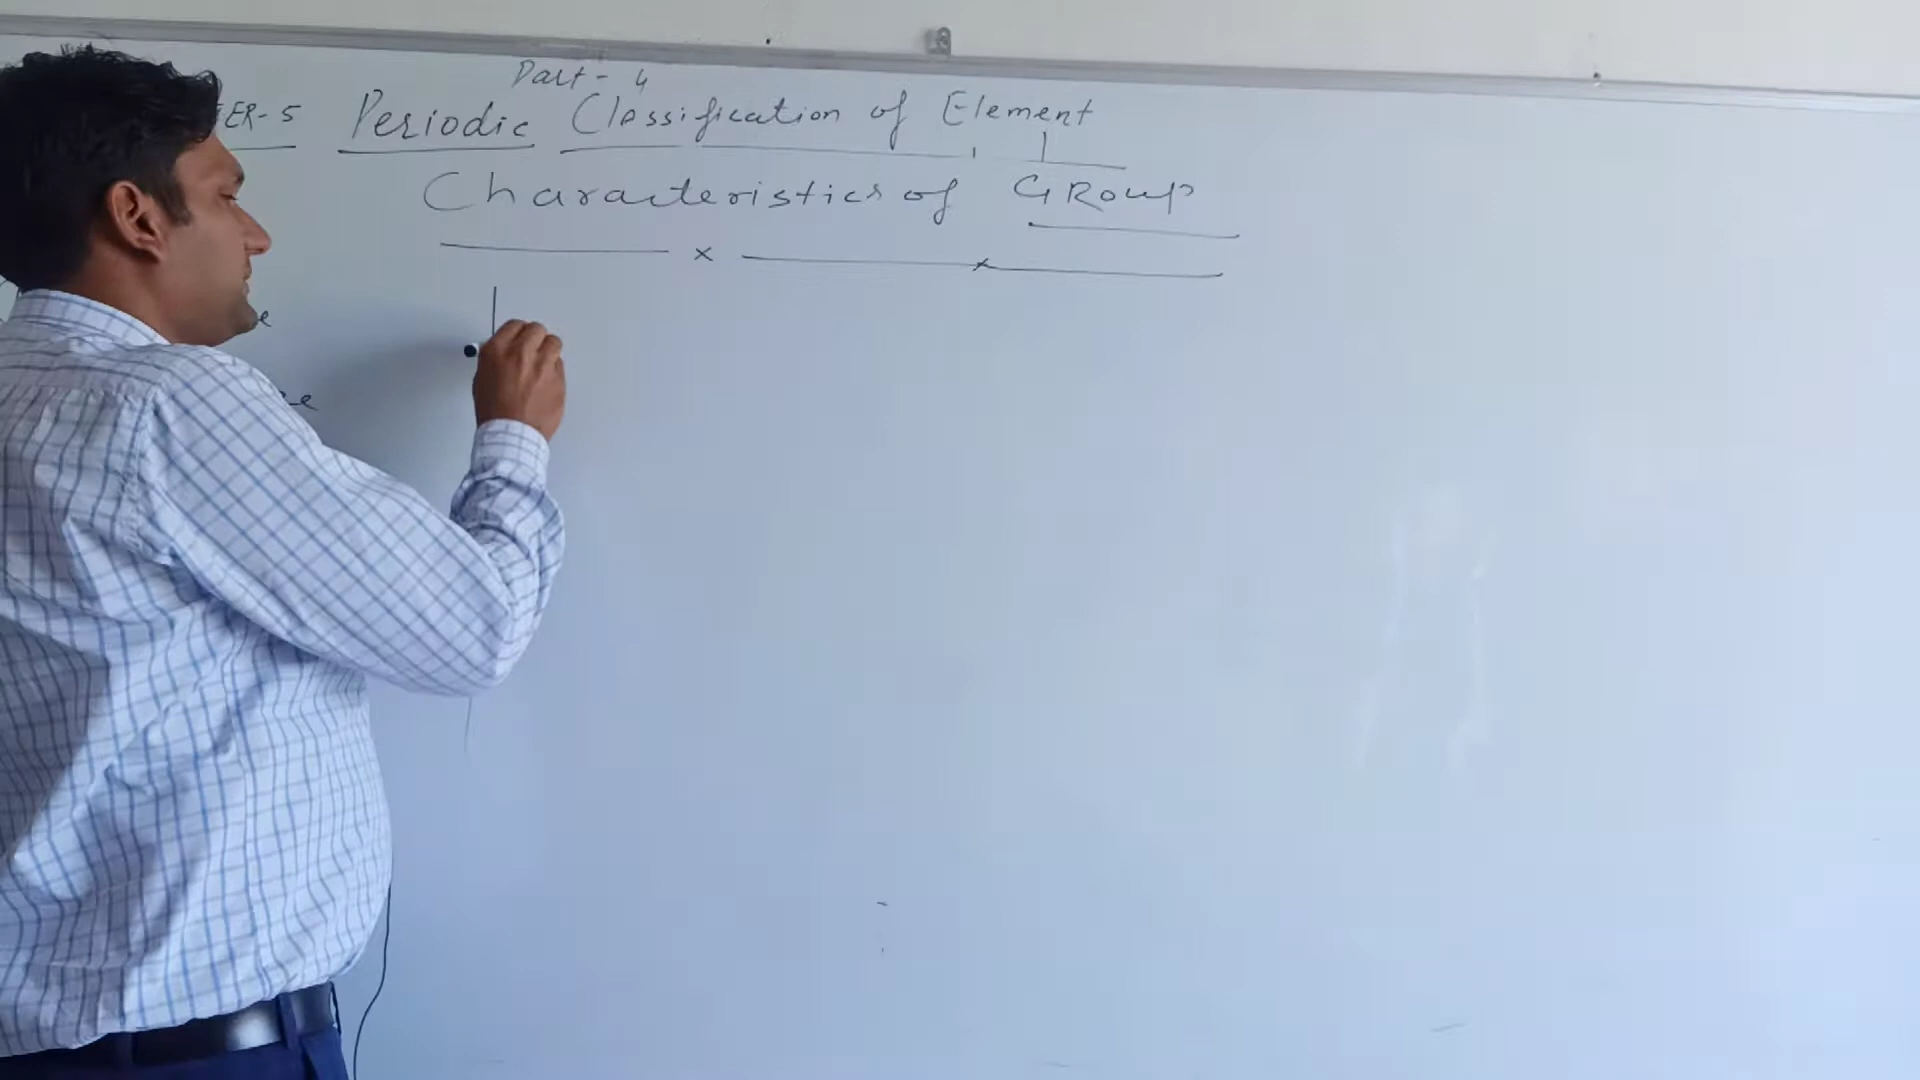 Part- 4
ER-5 Periodic Classification of Element
Characteristics of GROUP